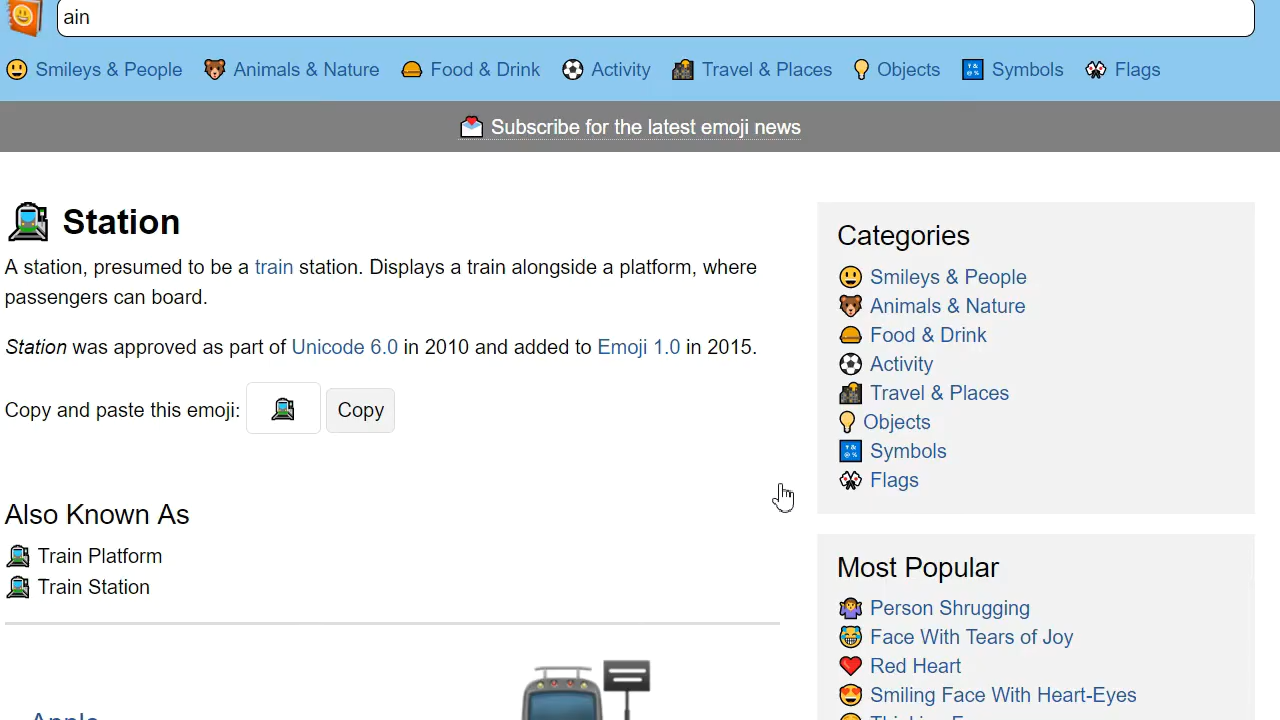 ain
Smileys & People Animals & Nature Food & Drink Activity Travel & Places Objects Symbols Flags
Subscribe for the latest emoji news
Station
A station, presumed to be a train station. Displays a train alongside a platform, where
passengers can board.
Station was approved as part of Unicode 6.0 in 2010 and added to Emoji 1.0 in 2015.
Copy and paste this emoji: Copy
Also Known As
Train Platform
Train Station
Categories
Smileys & People
Animals & Nature
Food & Drink
Activity
Travel & Places
Objects
Symbols
Flags
Most Popular
Person Shrugging
Face With Tears of Joy
Red Heart
Smiling Face With Heart-Eyes